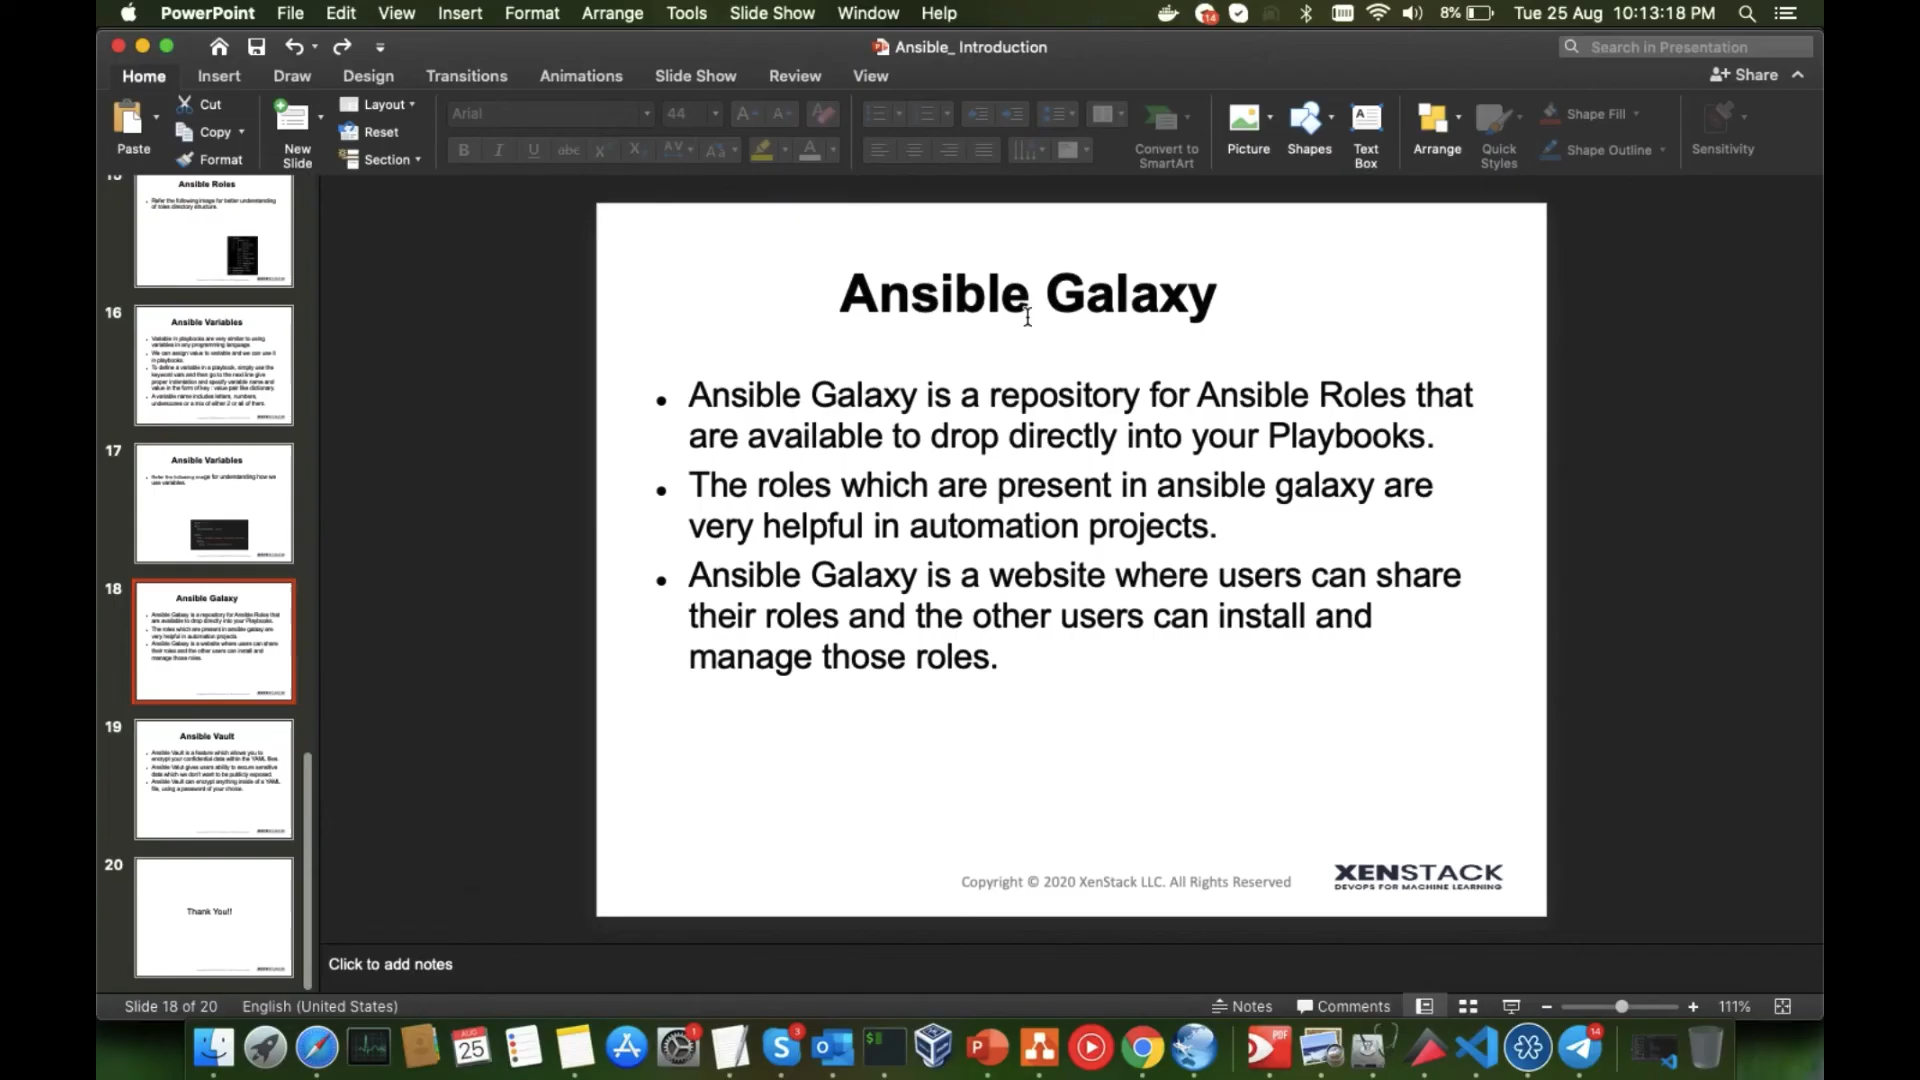 PowerPoint File Edit View Insert Format Arrange Tools Slide Show Window Help 14 8% Tue 25 Aug 10:13:18 PM
Ansible_ Introduction Search in Presentation
Home Insert Draw Design Transitions Animations Slide Show Review View Share
Cut Layout Arial 44 Shape Fill
Copy Reset
Paste New Slide Convert to SmartArt Picture Shapes Text Box Arrange Quick Styles Shape Outline Sensitivity
Format Section
Ansible Roles
Refer the following image for better understanding
of roles directory structure.
16
Ansible Variables
Variable in playbooks are very similar to using
variables in any programming language.
We can assign value to variable and we can use it
in playbooks.
To define a variable in a playbook, simply use the
keyword vars and then go to the next line give
proper indentation and specify variable name and
value in the form of key : value pair like dictionary.
A variable name includes letters, numbers,
underscores or a mix of either 2 or all of them.
17
Ansible Variables
Refer the following image for understanding how we
use variables.
18
Ansible Galaxy
Ansible Galaxy is a repository for Ansible Roles that
are available to drop directly into your Playbooks.
The roles which are present in ansible galaxy are
very helpful in automation projects.
Ansible Galaxy is a website where users can share
their roles and the other users can install and
manage those roles.
19
Ansible Vault
Ansible Vault is a feature which allows you to
encrypt your confidential data within the YAML files.
Ansible Valut gives users ability to secure sensitive
data which we don't want to be publicly exposed.
Ansible Vault can encrypt anything inside of a YAML
file, using a password of your choice.
20
Thank You!!
Ansible Galaxy
• Ansible Galaxy is a repository for Ansible Roles that
are available to drop directly into your Playbooks.
• The roles which are present in ansible galaxy are
very helpful in automation projects.
• Ansible Galaxy is a website where users can share
their roles and the other users can install and
manage those roles.
Copyright © 2020 XenStack LLC. All Rights Reserved
XENSTACK
DEVOPS FOR MACHINE LEARNING
Click to add notes
Slide 18 of 20 English (United States) Notes Comments 111%
AUG 25 1 3 14 PDF